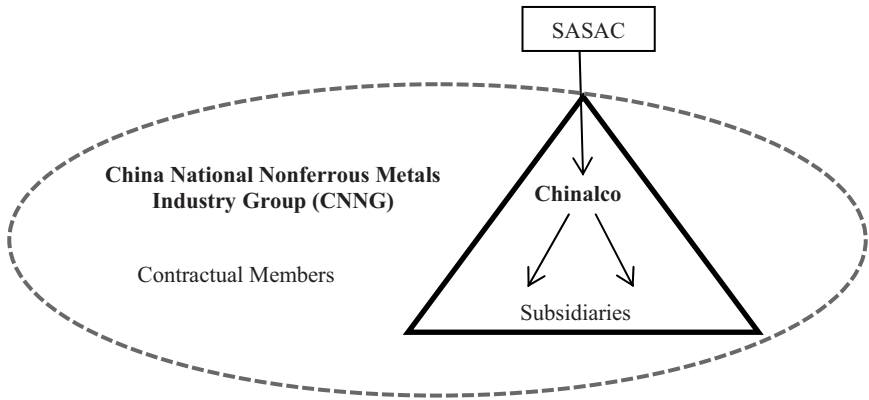 SASAC
China National Nonferrous Metals
Industry Group (CNNG)
Chinalco
Contractual Members
Subsidiaries